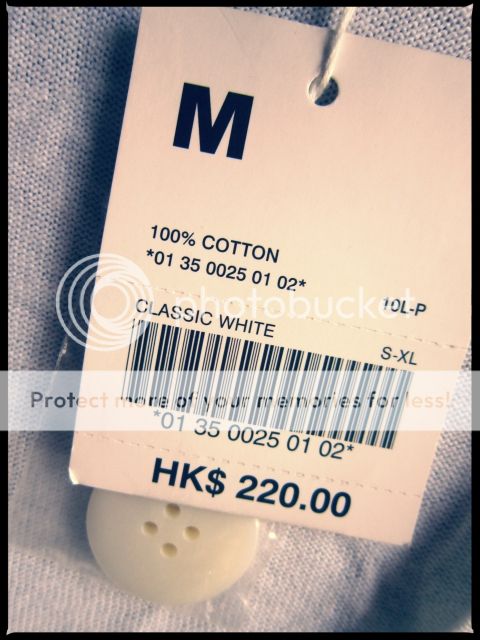 M
100% COTTON
*01 35 0025 01 02*
10L-P
CLASSIC WHITE
S-XL
photobucket
Protect more of your memories for less!
*01 35 0025 01 02*
HK$ 220.00